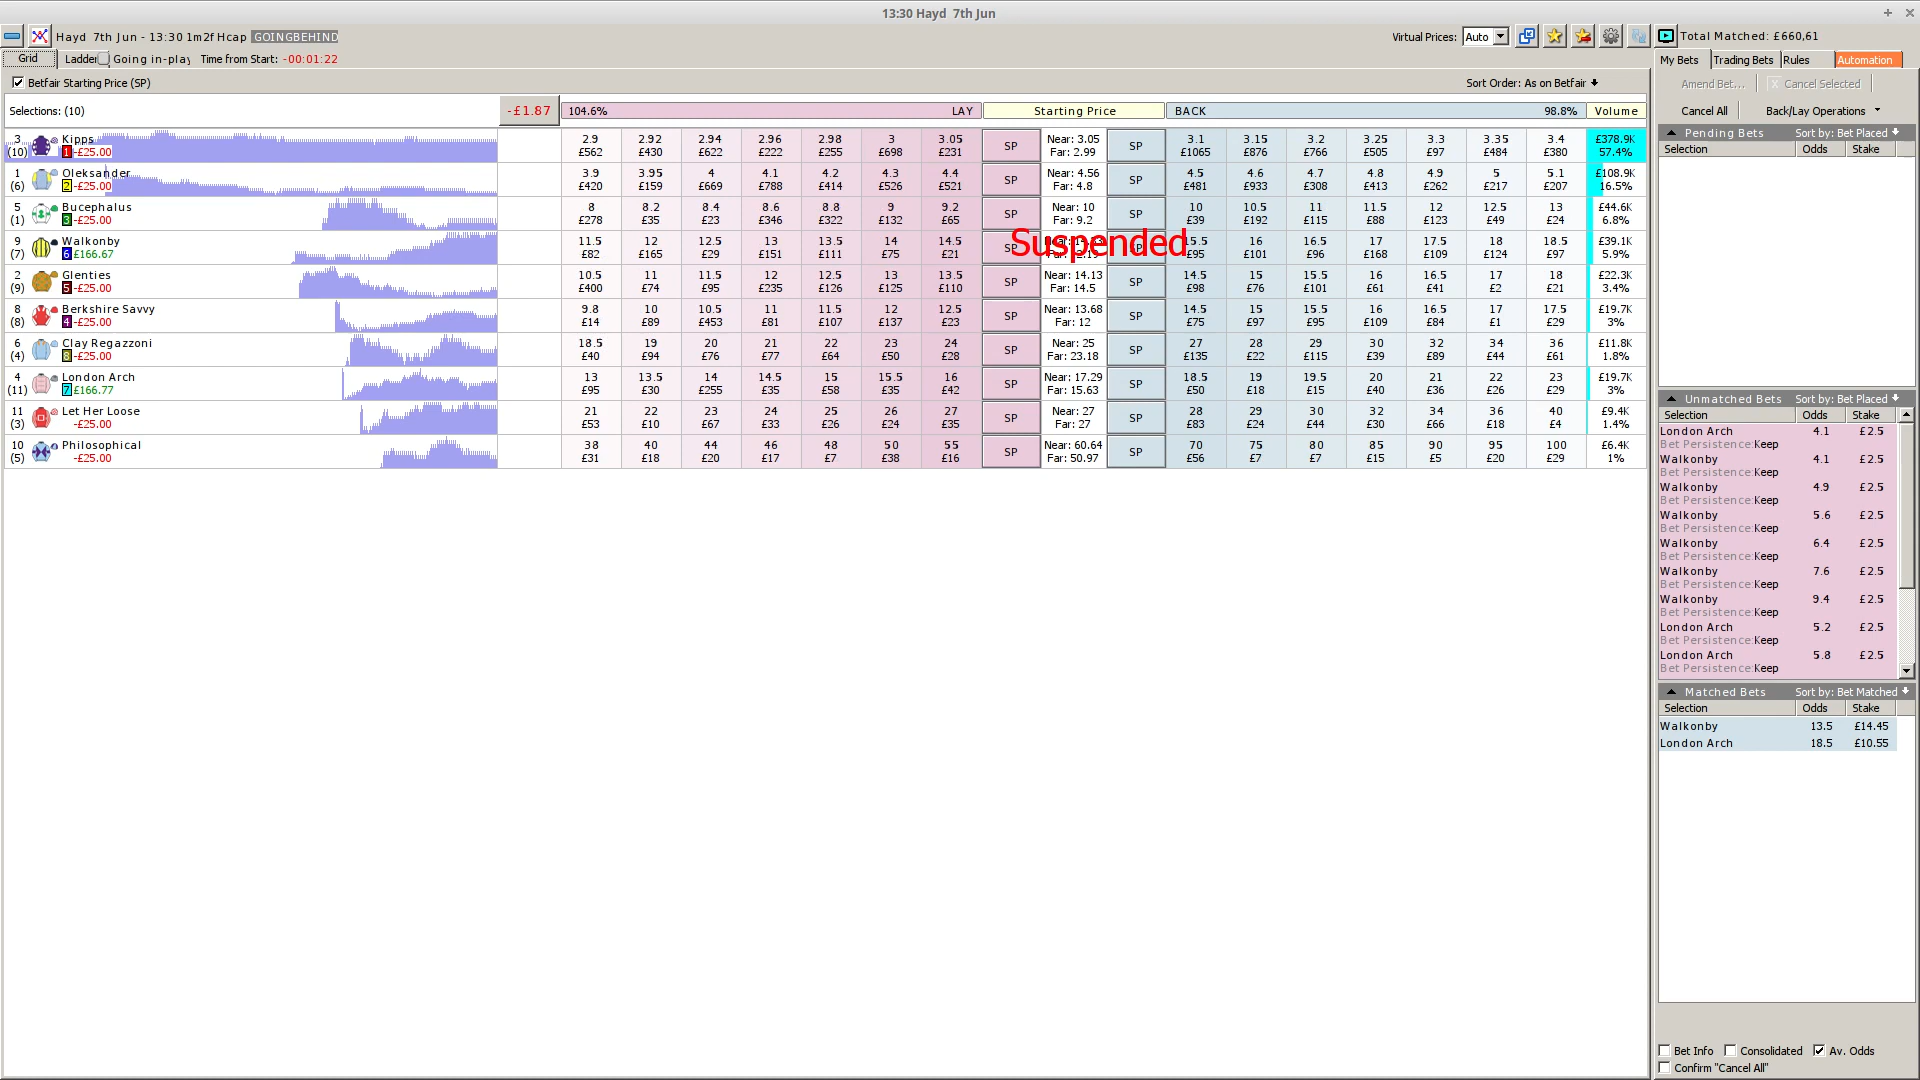 13:30 Hayd 7th Jun
Hayd 7th Jun - 13:30 1m2f Hcap GOINGBEHIND
Virtual Prices: Auto
Total Matched: £660,61
Grid Ladder Going in-play Time from Start: -00:01:22
My Bets Trading Bets Rules Automation
Betfair Starting Price (SP) Sort Order: As on Betfair
Amend Bet... X Cancel Selected
Selections: (10) -£1.87 104.6% LAY Starting Price BACK 98.8% Volume
Cancel All Back/Lay Operations
3 Kipps 2.9 2.92 2.94 2.96 2.98 3 3.05 SP Near: 3.05 SP 3.1 3.15 3.2 3.25 3.3 3.35 3.4 £378.9K
(10) 1 -£25.00 £562 £430 £622 £222 £255 £698 £231 Far: 2.99 £1065 £876 £766 £505 £97 £484 £380 57.4%
1 Oleksander 3.9 3.95 4 4.1 4.2 4.3 4.4 SP Near: 4.56 SP 4.5 4.6 4.7 4.8 4.9 5 5.1 £108.9K
(6) 2 -£25.00 £420 £159 £669 £788 £414 £526 £521 Far: 4.8 £481 £933 £308 £413 £262 £217 £207 16.5%
5 Bucephalus 8 8.2 8.4 8.6 8.8 9 9.2 SP Near: 10 SP 10 10.5 11 11.5 12 12.5 13 £44.6K
(1) 3 -£25.00 £278 £35 £23 £346 £322 £132 £65 Far: 9.2 £39 £192 £115 £88 £123 £49 £24 6.8%
9 Walkonby 11.5 12 12.5 13 13.5 14 14.5 SP Suspended 15.5 16 16.5 17 17.5 18 18.5 £39.1K
(7) 6 £166.67 £82 £165 £29 £151 £111 £75 £21 £95 £101 £96 £168 £109 £124 £97 5.9%
2 Glenties 10.5 11 11.5 12 12.5 13 13.5 SP Near: 14.13 SP 14.5 15 15.5 16 16.5 17 18 £22.3K
(9) 5 -£25.00 £400 £74 £95 £235 £126 £125 £110 Far: 14.5 £98 £76 £101 £61 £41 £2 £21 3.4%
8 Berkshire Savvy 9.8 10 10.5 11 11.5 12 12.5 SP Near: 13.68 SP 14.5 15 15.5 16 16.5 17 17.5 £19.7K
(8) 4 -£25.00 £14 £89 £453 £81 £107 £137 £23 Far: 12 £75 £97 £95 £109 £84 £1 £29 3%
6 Clay Regazzoni 18.5 19 20 21 22 23 24 SP Near: 25 SP 27 28 29 30 32 34 36 £11.8K
(4) 8 -£25.00 £40 £94 £76 £77 £64 £50 £28 Far: 23.18 £135 £22 £115 £39 £89 £44 £61 1.8%
4 London Arch 13 13.5 14 14.5 15 15.5 16 SP Near: 17.29 SP 18.5 19 19.5 20 21 22 23 £19.7K
(11) 7 £166.77 £95 £30 £255 £35 £58 £35 £42 Far: 15.63 £50 £18 £15 £40 £36 £26 £29 3%
11 Let Her Loose 21 22 23 24 25 26 27 SP Near: 27 SP 28 29 30 32 34 36 40 £9.4K
(3) -£25.00 £53 £10 £67 £33 £26 £24 £35 Far: 27 £83 £24 £44 £30 £66 £18 £4 1.4%
10 Philosophical 38 40 44 46 48 50 55 SP Near: 60.64 SP 70 75 80 85 90 95 100 £6.4K
(5) -£25.00 £31 £18 £20 £17 £7 £38 £16 Far: 50.97 £56 £7 £7 £15 £5 £20 £29 1%
Pending Bets Sort by: Bet Placed
Selection Odds Stake
Unmatched Bets Sort by: Bet Placed
Selection Odds Stake
London Arch 4.1 £2.5
Bet Persistence: Keep
Walkonby 4.1 £2.5
Bet Persistence: Keep
Walkonby 4.9 £2.5
Bet Persistence: Keep
Walkonby 5.6 £2.5
Bet Persistence: Keep
Walkonby 6.4 £2.5
Bet Persistence: Keep
Walkonby 7.6 £2.5
Bet Persistence: Keep
Walkonby 9.4 £2.5
Bet Persistence: Keep
London Arch 5.2 £2.5
Bet Persistence: Keep
London Arch 5.8 £2.5
Bet Persistence: Keep
Matched Bets Sort by: Bet Matched
Selection Odds Stake
Walkonby 13.5 £14.45
London Arch 18.5 £10.55
Bet Info Consolidated Av. Odds
Confirm "Cancel All"